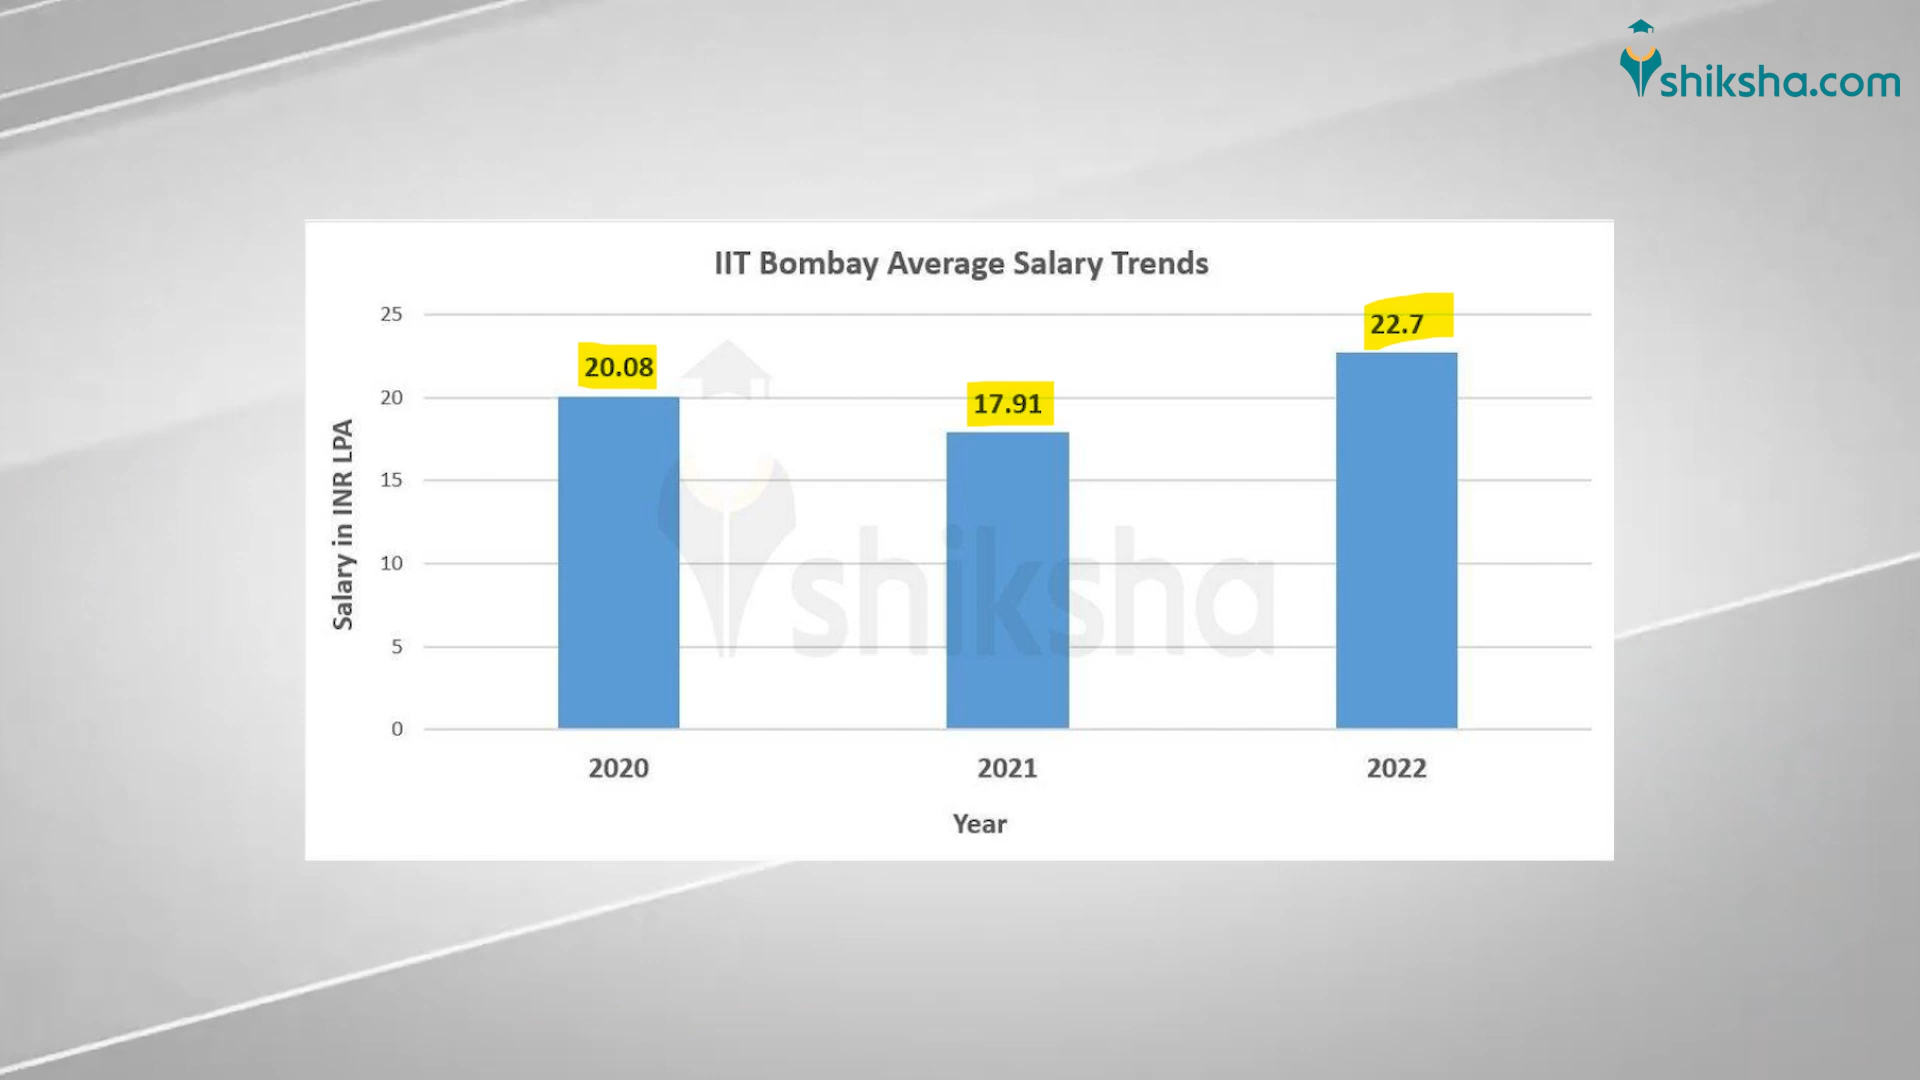 shiksha.com
IIT Bombay Average Salary Trends
25
20
15
10
5
0
Salary in INR LPA
20.08
17.91
22.7
shiksha
2020
2021
2022
Year